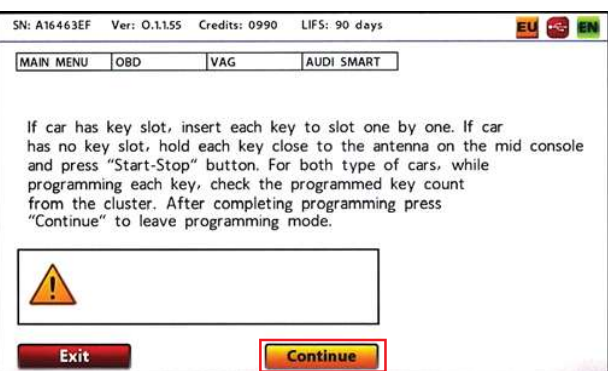 SN: A16463EF Ver: O.1.1.55 Credits: 0990 LIFS: 90 days EU EN
MAIN MENU OBD VAG AUDI SMART
If car has key slot, insert each key to slot one by one. If car
has no key slot, hold each key close to the antenna on the mid console
and press "Start-Stop" button. For both type of cars, while
programming each key, check the programmed key count
from the cluster. After completing programming press
"Continue" to leave programming mode.
Exit Continue